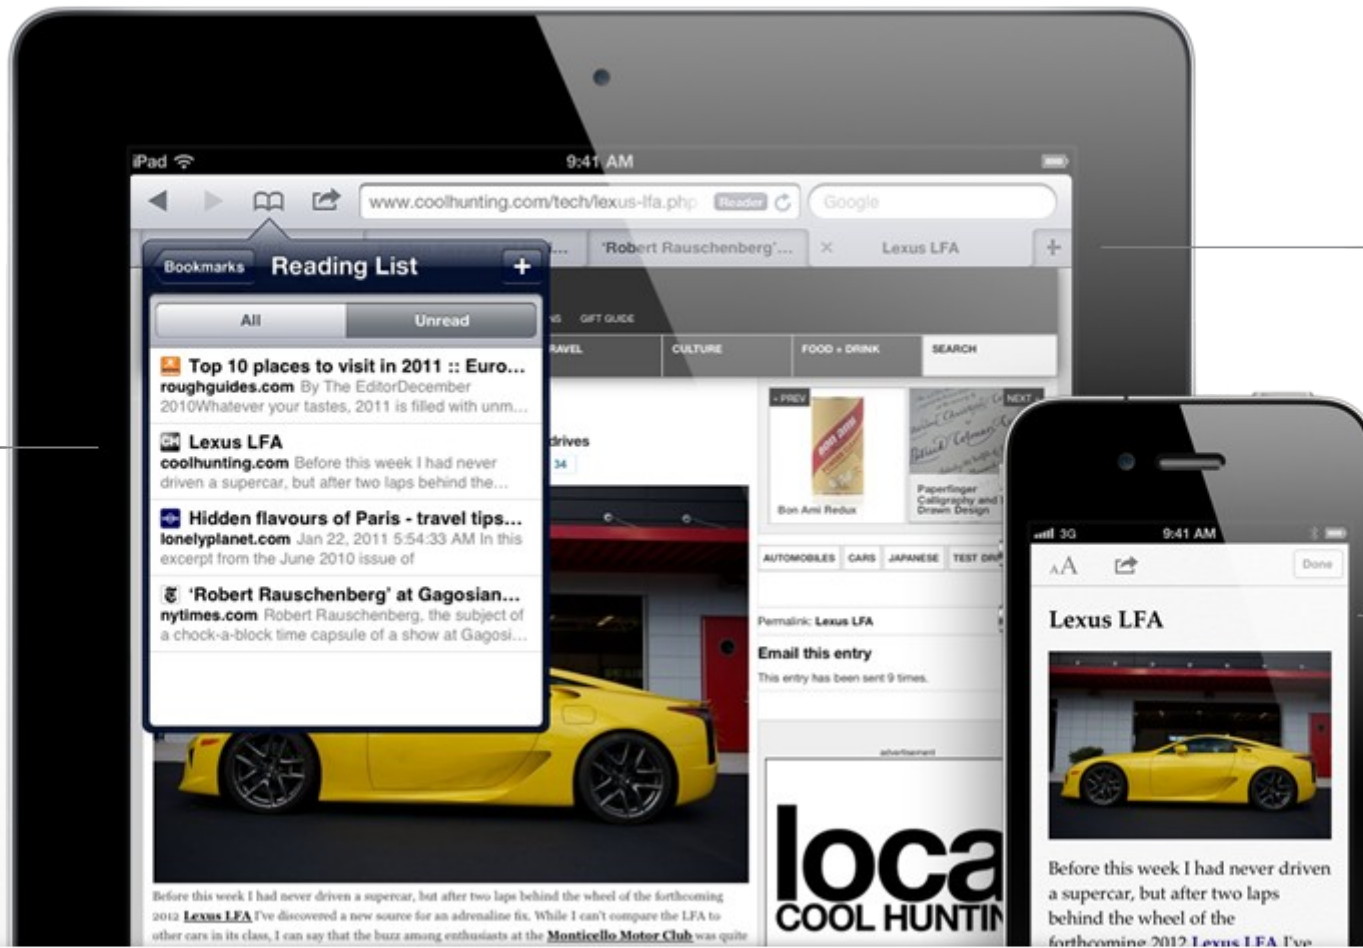 iPad
9:41 AM
www.coolhunting.com/tech/lexus-lfa.php
Reader
Google
'Robert Rauschenberg'...
Lexus LFA
Bookmarks
Reading List
All
Unread
Top 10 places to visit in 2011 :: Euro...
roughguides.com By The EditorDecember
2010Whatever your tastes, 2011 is filled with unm...
Lexus LFA
coolhunting.com Before this week I had never
driven a supercar, but after two laps behind the...
Hidden flavours of Paris - travel tips...
lonelyplanet.com Jan 22, 2011 5:54:33 AM In this
excerpt from the June 2010 issue of
'Robert Rauschenberg' at Gagosian...
nytimes.com Robert Rauschenberg, the subject of
a chock-a-block time capsule of a show at Gagosi...
GIFT GUIDE
CULTURE
FOOD + DRINK
SEARCH
drives
34
« PREV
NEXT
BON AMI
Bon Ami Redux
Paperfinger
Calligraphy and
Drawn Design
AUTOMOBILES
CARS
JAPANESE
TEST
Permalink: Lexus LFA
Email this entry
This entry has been sent 9 times.
advertisement
loca
COOL HUNTIN
Before this week I had never driven a supercar, but after two laps behind the wheel of the forthcoming
2012 Lexus LFA I've discovered a new source for an adrenaline fix. While I can't compare the LFA to
other cars in its class, I can say that the buzz among enthusiasts at the Monticello Motor Club was quite
3G
9:41 AM
AA
Done
Lexus LFA
Before this week I had never driven
a supercar, but after two laps
behind the wheel of the
forthcoming 2012 Lexus LFA I've